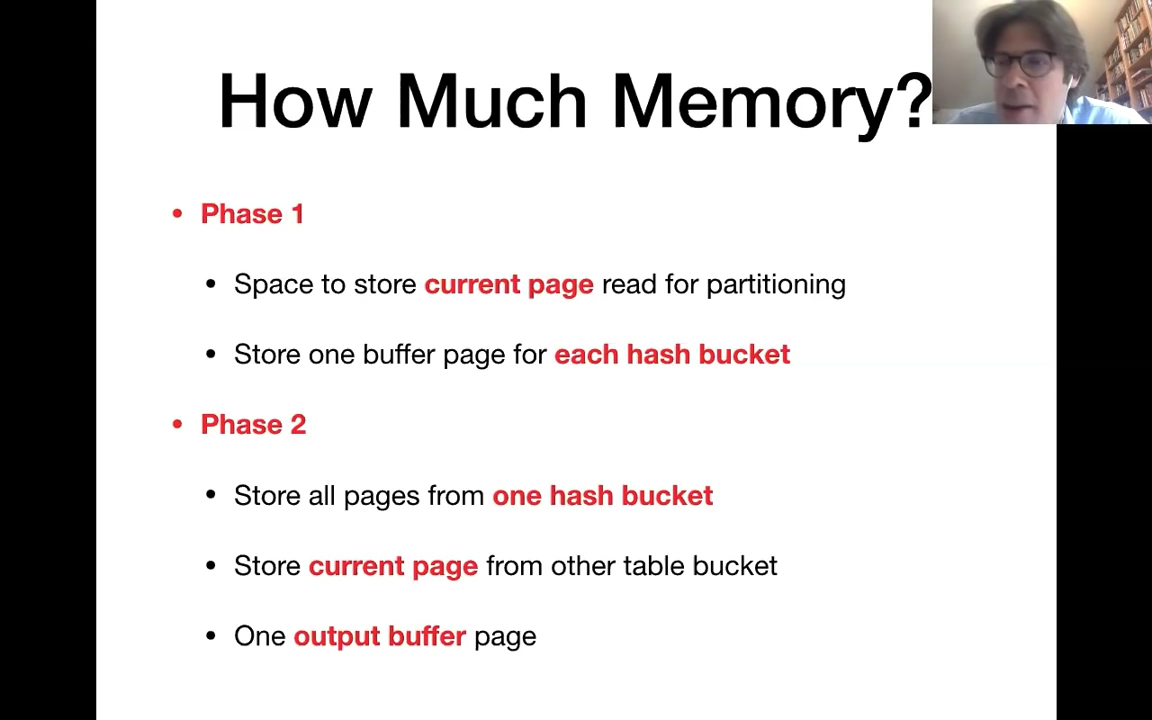 How Much Memory?
• Phase 1
• Space to store current page read for partitioning
• Store one buffer page for each hash bucket
• Phase 2
• Store all pages from one hash bucket
• Store current page from other table bucket
• One output buffer page